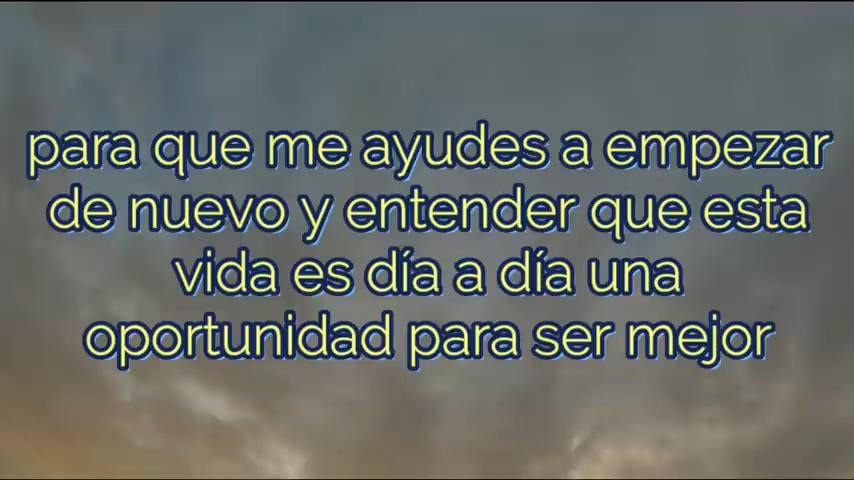 para que me ayudes a empezar
de nuevo y entender que esta
vida es día a día una
oportunidad para ser mejor